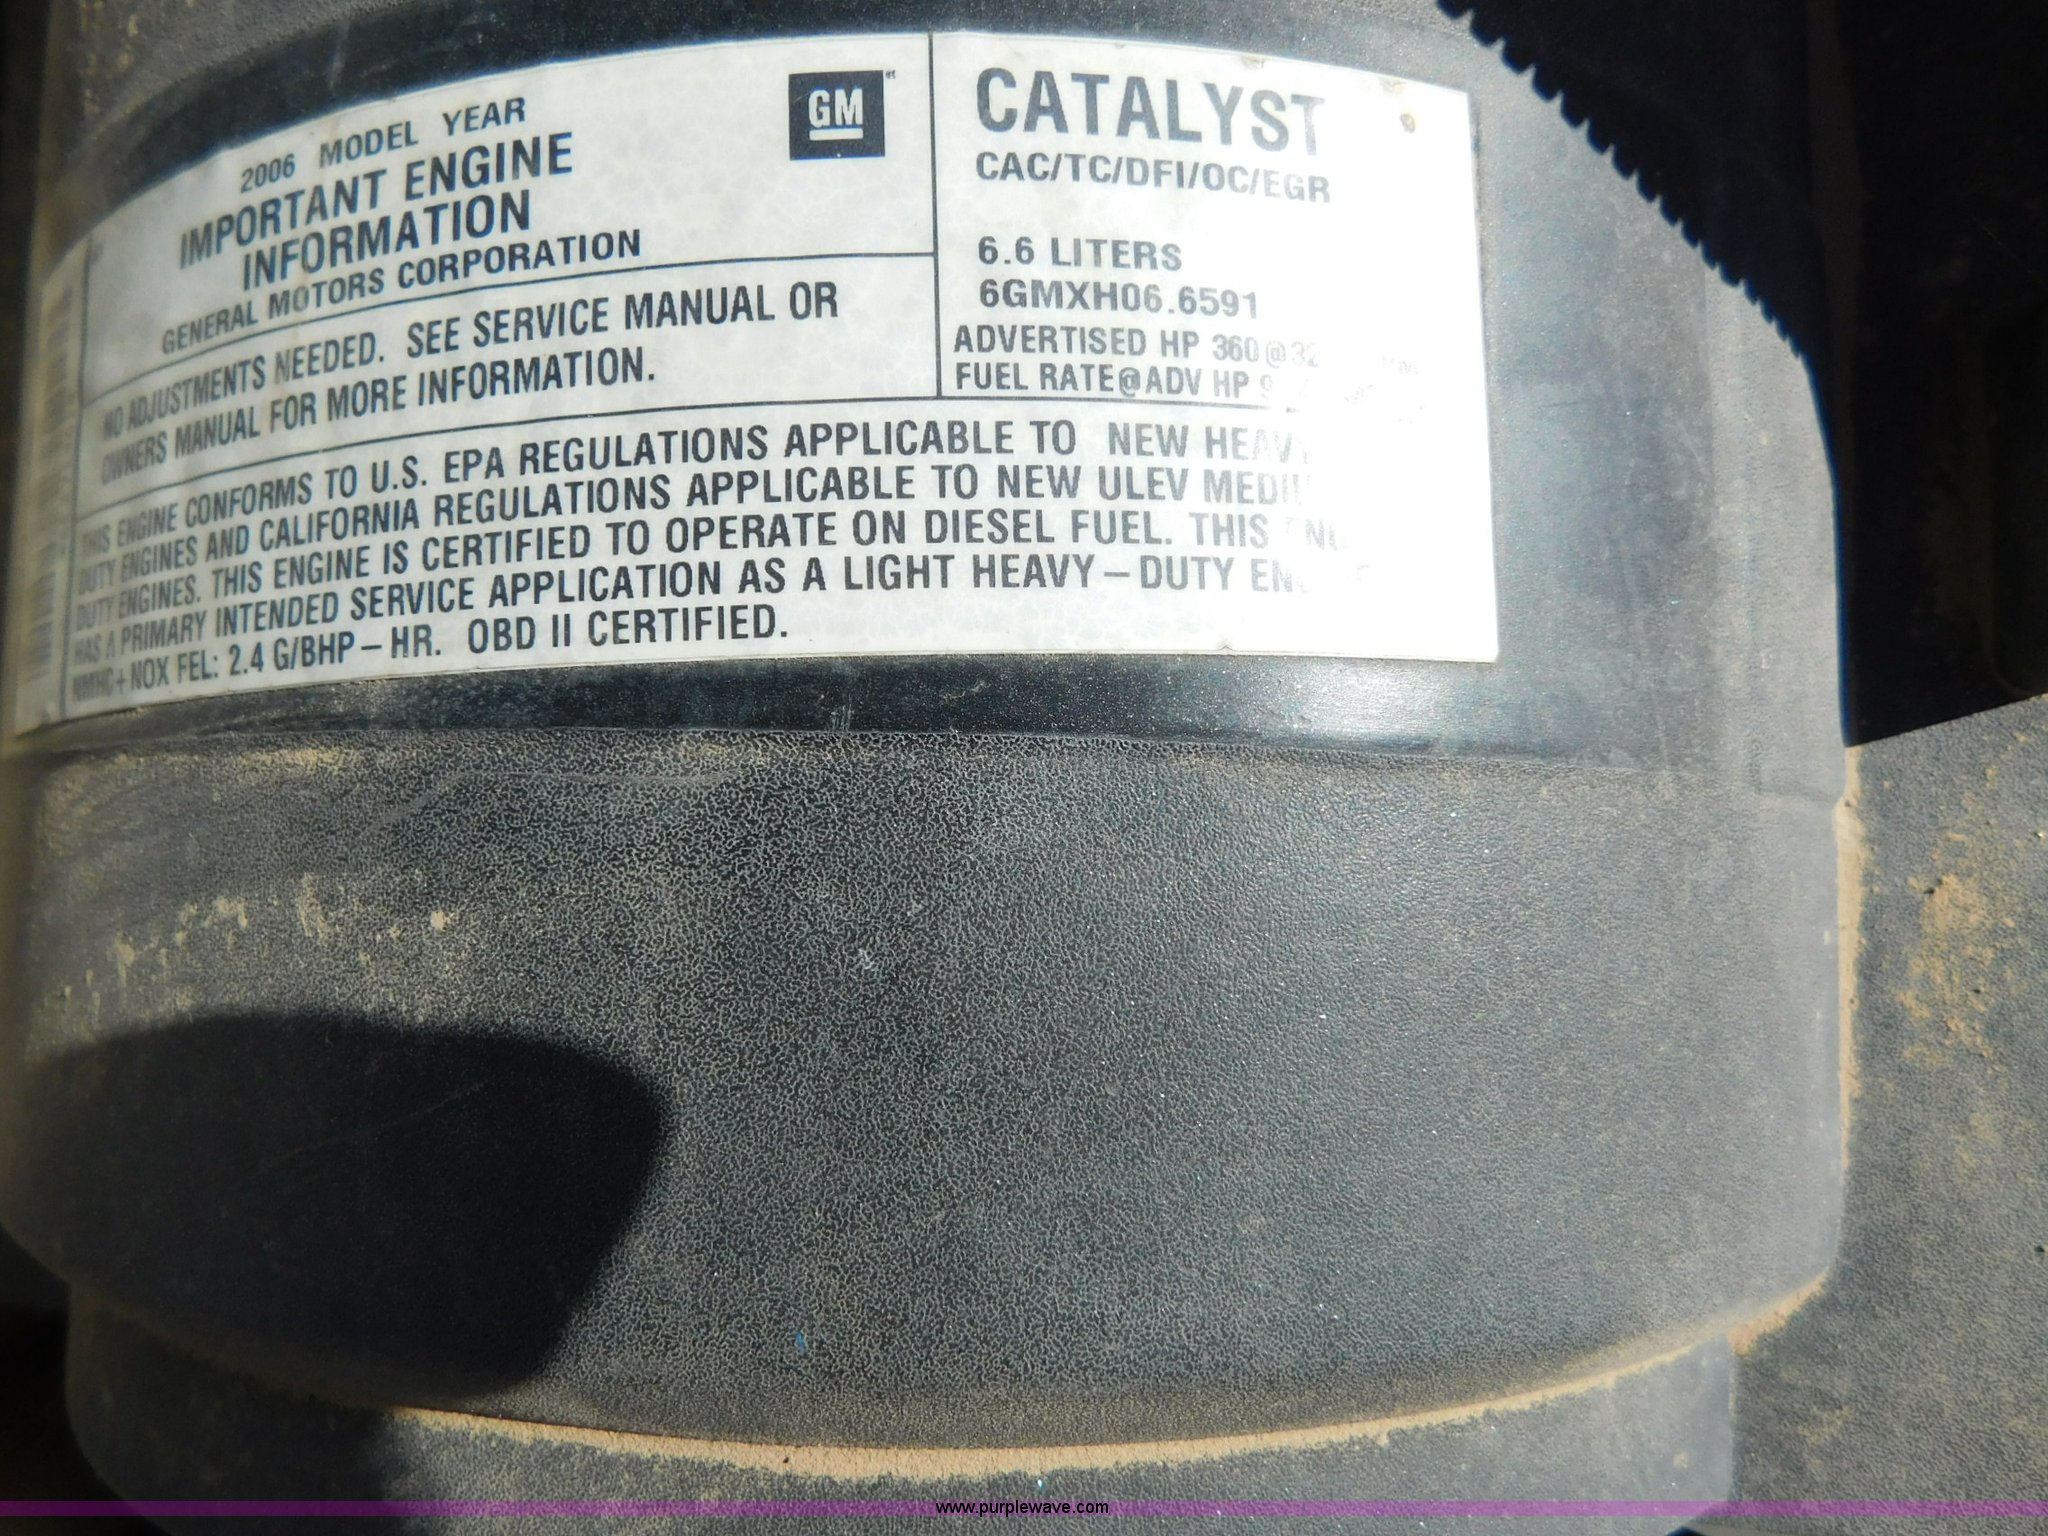 2006 MODEL YEAR
IMPORTANT ENGINE
INFORMATION
GENERAL MOTORS CORPORATION
GM
NO ADJUSTMENTS NEEDED. SEE SERVICE MANUAL OR
OWNERS MANUAL FOR MORE INFORMATION.
CATALYST
CAC/TC/DFI/OC/EGR
6.6 LITERS
6GMXH06.6591
ADVERTISED HP 360@
FUEL RATE@ADV HP
THIS ENGINE CONFORMS TO U.S. EPA REGULATIONS APPLICABLE TO NEW
DUTY ENGINES AND CALIFORNIA REGULATIONS APPLICABLE TO NEW ULEV
DUTY ENGINES. THIS ENGINE IS CERTIFIED TO OPERATE ON DIESEL FUEL. THIS
HAS A PRIMARY INTENDED SERVICE APPLICATION AS A LIGHT HEAVY-DUTY
NMHC+NOX FEL: 2.4 G/BHP-HR. OBD II CERTIFIED.
www.purplewave.com